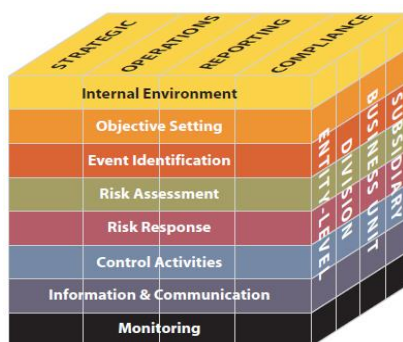 STRATEGIC
OPERATIONS
REPORTING
COMPLIANCE
Internal Environment
Objective Setting
Event Identification
Risk Assessment
Risk Response
Control Activities
Information & Communication
Monitoring
ENTITY-LEVEL
DIVISION
BUSINESS UNIT
SUBSIDIARY